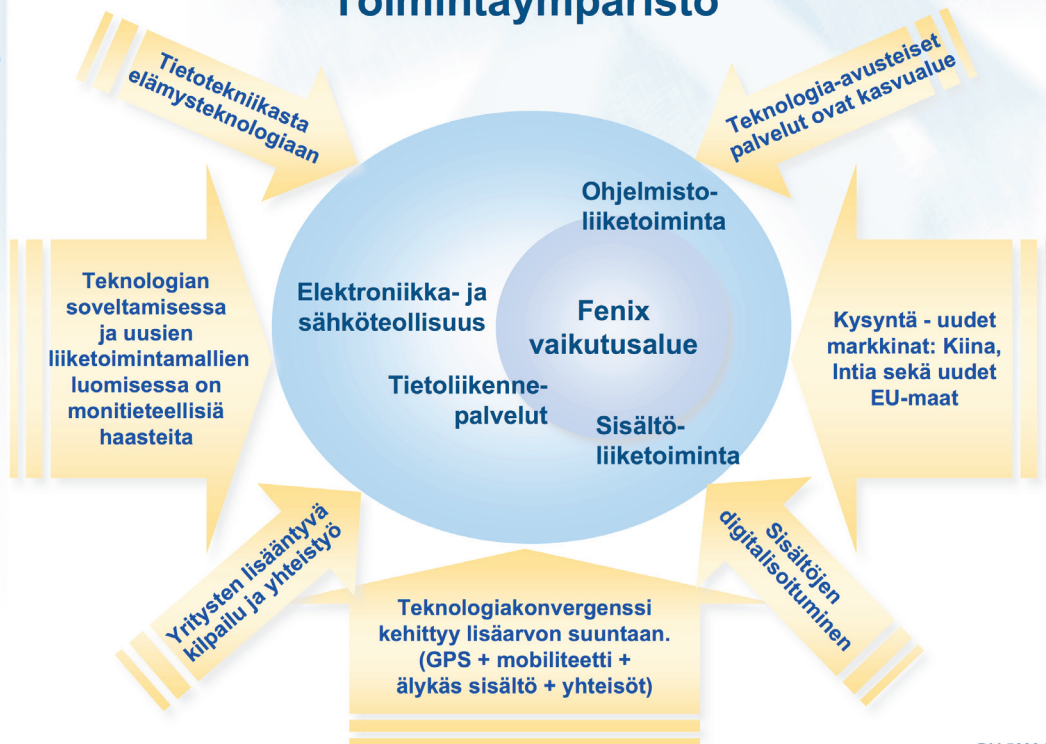 Toimintaympäristö
Tietotekniikasta
elämysteknologiaan
Teknologia-avusteiset
palvelut ovat kasvualue
Ohjelmisto-
liiketoiminta
Elektroniikka- ja
sähköteollisuus
Fenix
vaikutusalue
Tietoliikenne-
palvelut
Sisältö-
liiketoiminta
Teknologian
soveltamisessa
ja uusien
liiketoimintamallien
luomisessa on
monitieteellisiä
haasteita
Kysyntä - uudet
markkinat: Kiina,
Intia sekä uudet
EU-maat
Yritysten lisääntyvä
kilpailu ja yhteistyö
Teknologiakonvergenssi
kehittyy lisäarvon suuntaan.
(GPS + mobiliteetti +
älykäs sisältö + yhteisöt)
Sisältöjen
digitalisoituminen